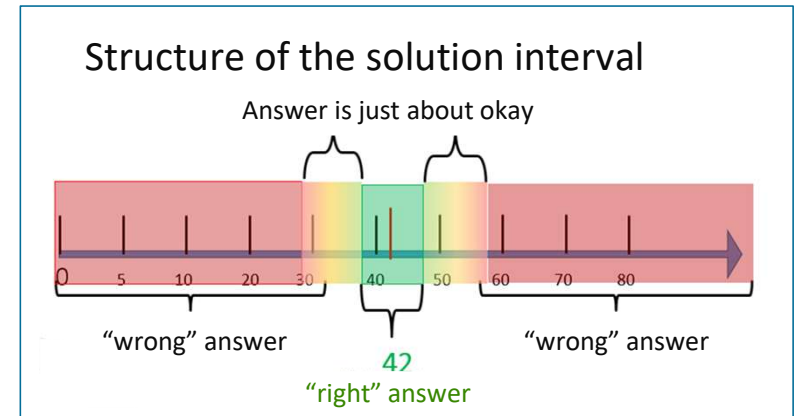 Structure of the solution interval
Answer is just about okay
0 5 10 20 30 40 50 60 70 80
“wrong” answer “wrong” answer
42
“right” answer